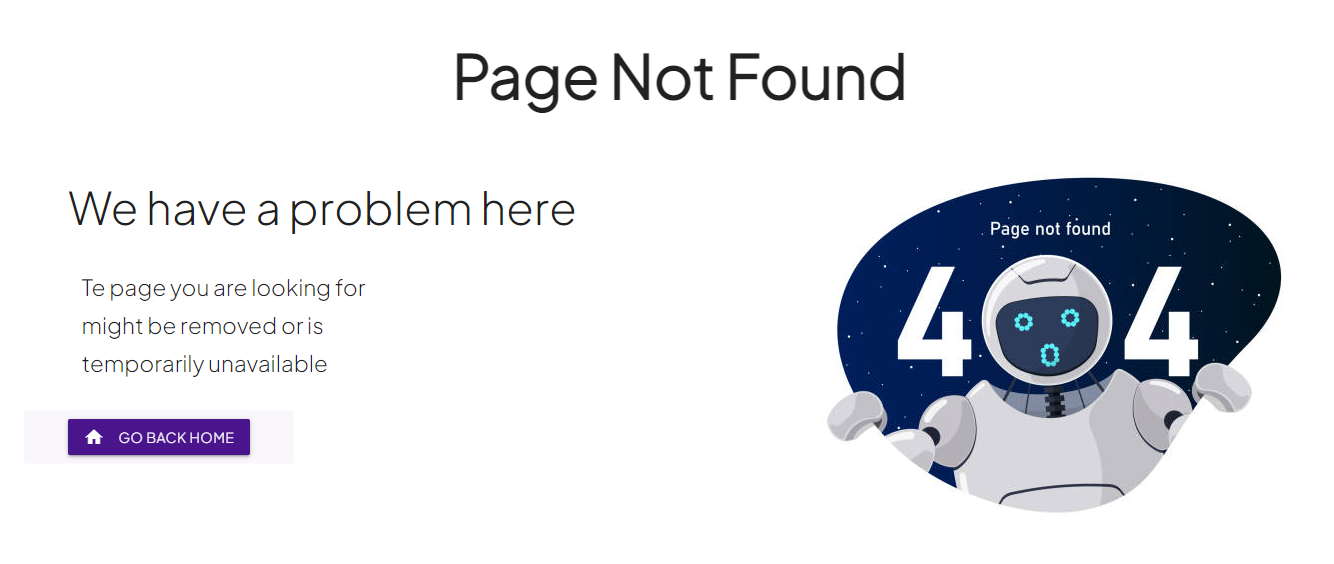 Page Not Found
We have a problem here
Te page you are looking for
might be removed or is
temporarily unavailable
GO BACK HOME
Page not found
4 4